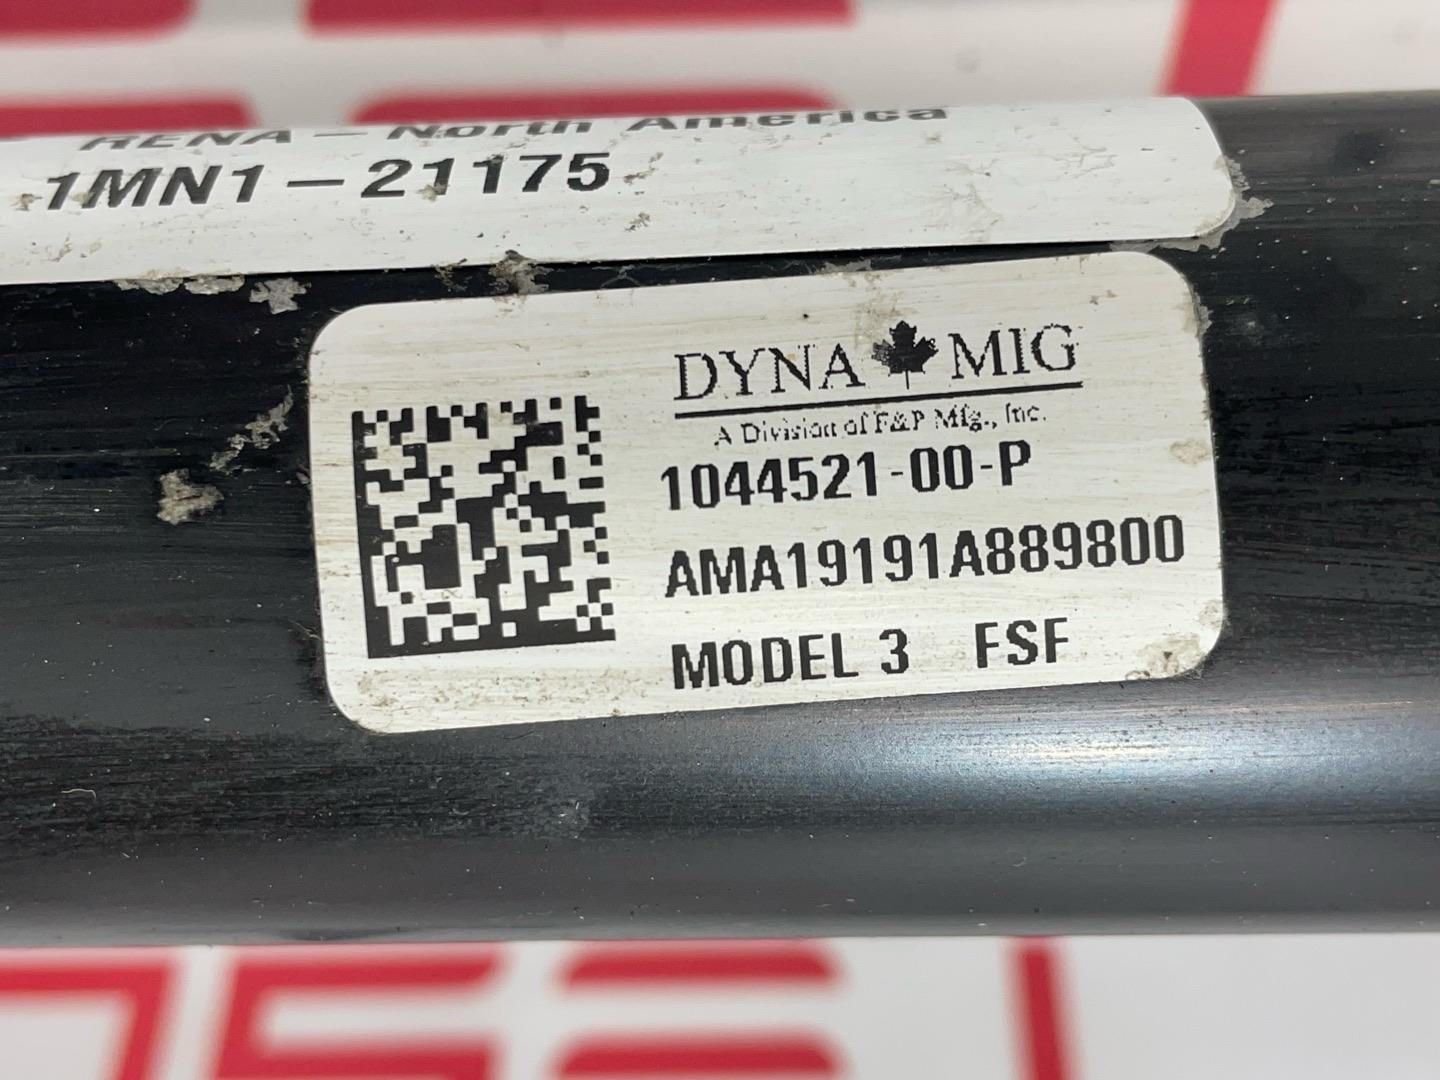 RENA - North America
1MN1-21175
DYNA MIG
A Division of F&P Mfg., Inc.
1044521-00-P
AMA19191A889800
MODEL 3 FSF